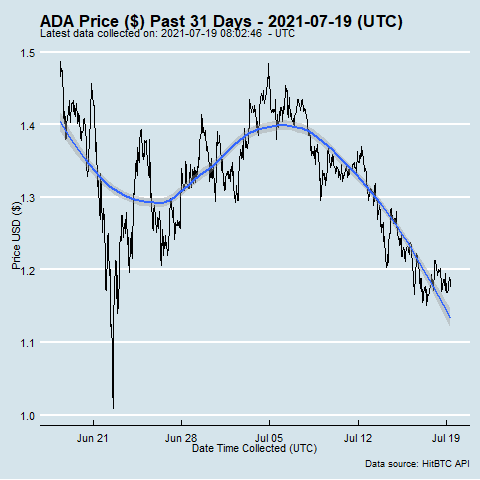 ADA Price ($) Past 31 Days - 2021-07-19 (UTC)
Latest data collected on: 2021-07-19 08:02:46 - UTC
1.5
1.4
1.3
1.2
1.1
1.0
Price USD ($)
Jun 21 Jun 28 Jul 05 Jul 12 Jul 19
Date Time Collected (UTC)
Data source: HitBTC API